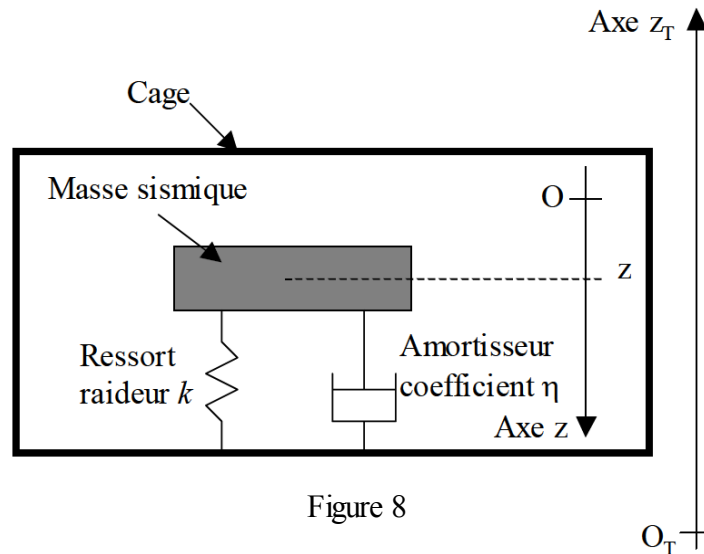 Axe z_T
Cage
Masse sismique
O
z
Ressort
raideur k
Amortisseur
coefficient η
Axe z
Figure 8
O_T